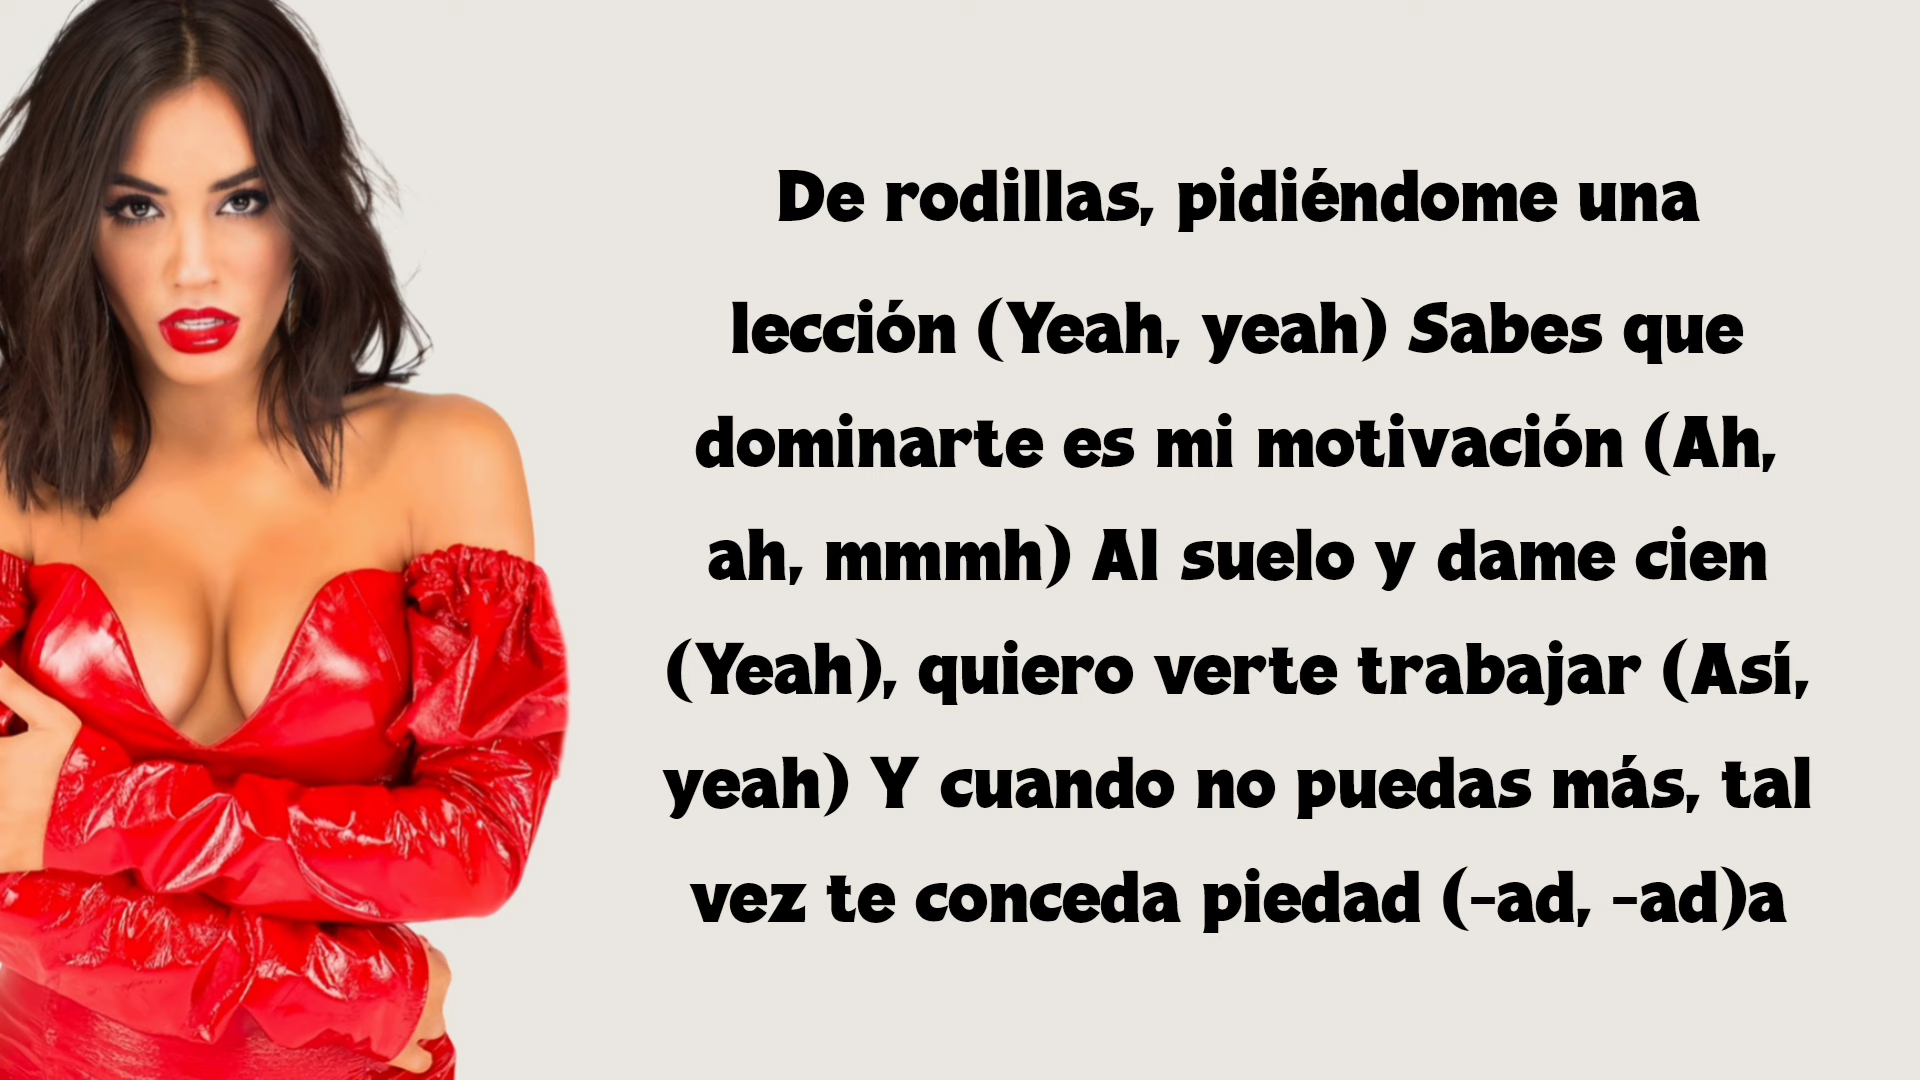 De rodillas, pidiéndome una
lección (Yeah, yeah) Sabes que
dominarte es mi motivación (Ah,
ah, mmmh) Al suelo y dame cien
(Yeah), quiero verte trabajar (Así,
yeah) Y cuando no puedas más, tal
vez te conceda piedad (-ad, -ad)a